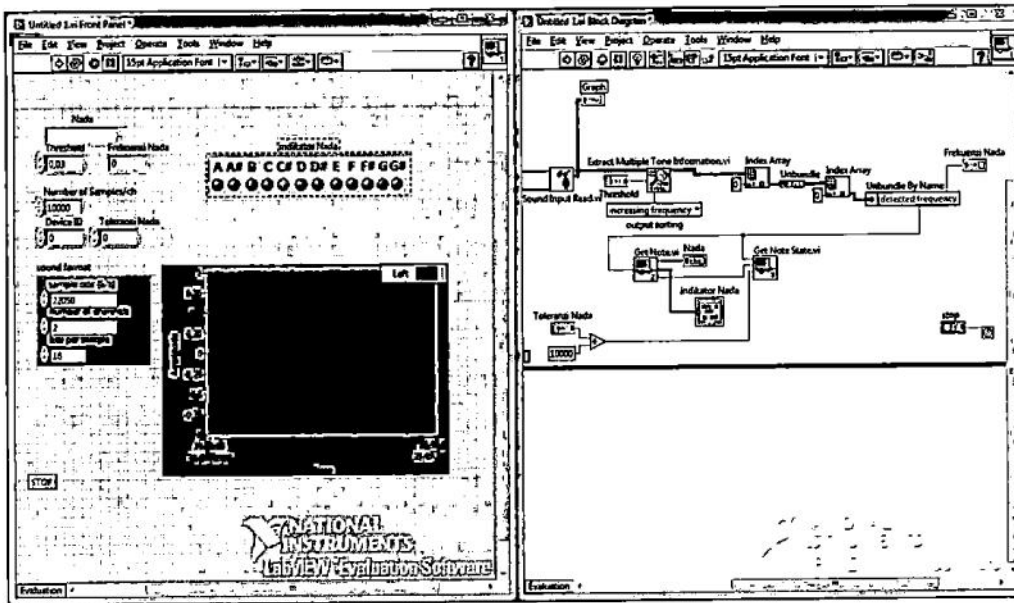 Untitled 1.vi Front Panel *
File Edit View Project Operate Tools Window Help
15pt Application Font
Nada
Threshold Frekuensi Nada
0,03 0
Number of Samples/ch
10000
Device ID Toleransi Nada
0 0
sound format
sample rate (S/s)
22050
number of channels
2
bits per sample
16
Indikator Nada
A A# B C C# D D# E F F# G G#
Left
Time
STOP
NATIONAL
INSTRUMENTS
LabVIEW Evaluation Software
Evaluation
Untitled 1.vi Block Diagram *
File Edit View Project Operate Tools Window Help
15pt Application Font
Graph
Sound Input Read.vi
Extract Multiple Tone Information.vi
Threshold
increasing frequency
output sorting
Index Array
0
Unbundle
Index Array
0
Unbundle By Name
detected frequency
Frekuensi Nada
Get Note.vi
Nada
Get Note State.vi
Indikator Nada
Toleransi Nada
10000
stop
Evaluation